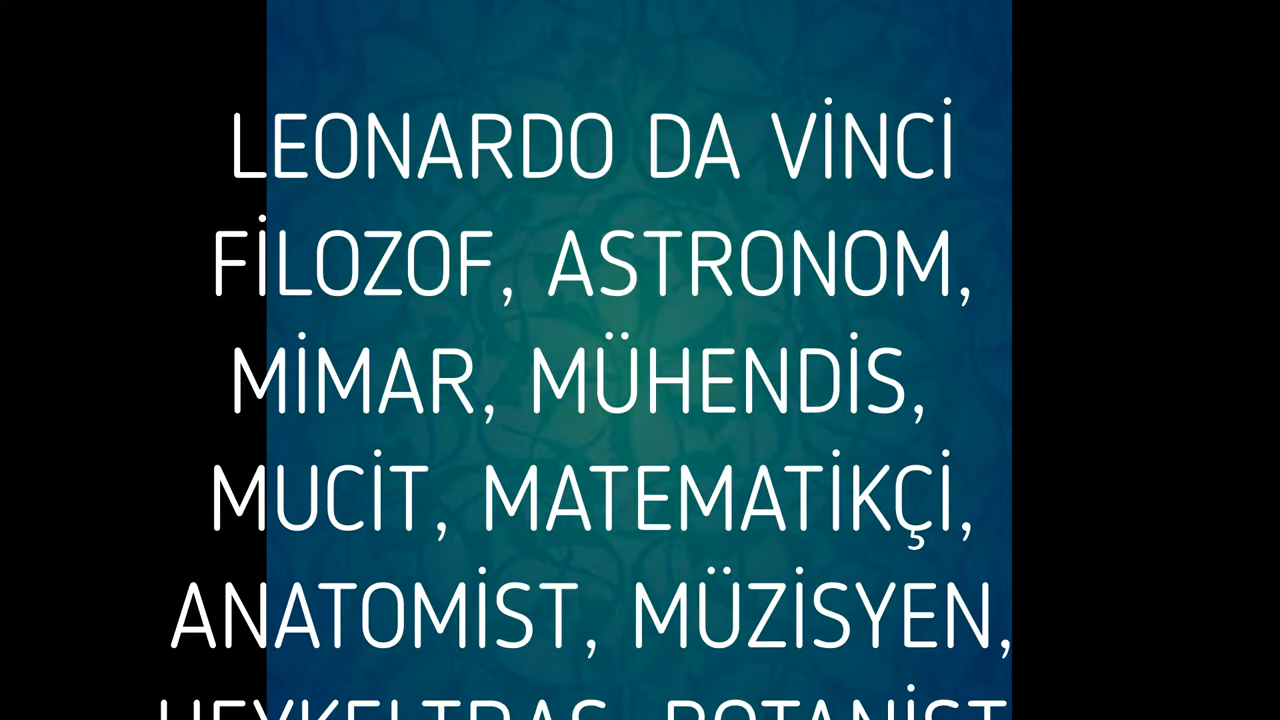 LEONARDO DA VİNCİ
FİLOZOF, ASTRONOM,
MİMAR, MÜHENDİS,
MUCİT, MATEMATİKÇİ,
ANATOMİST, MÜZİSYEN,